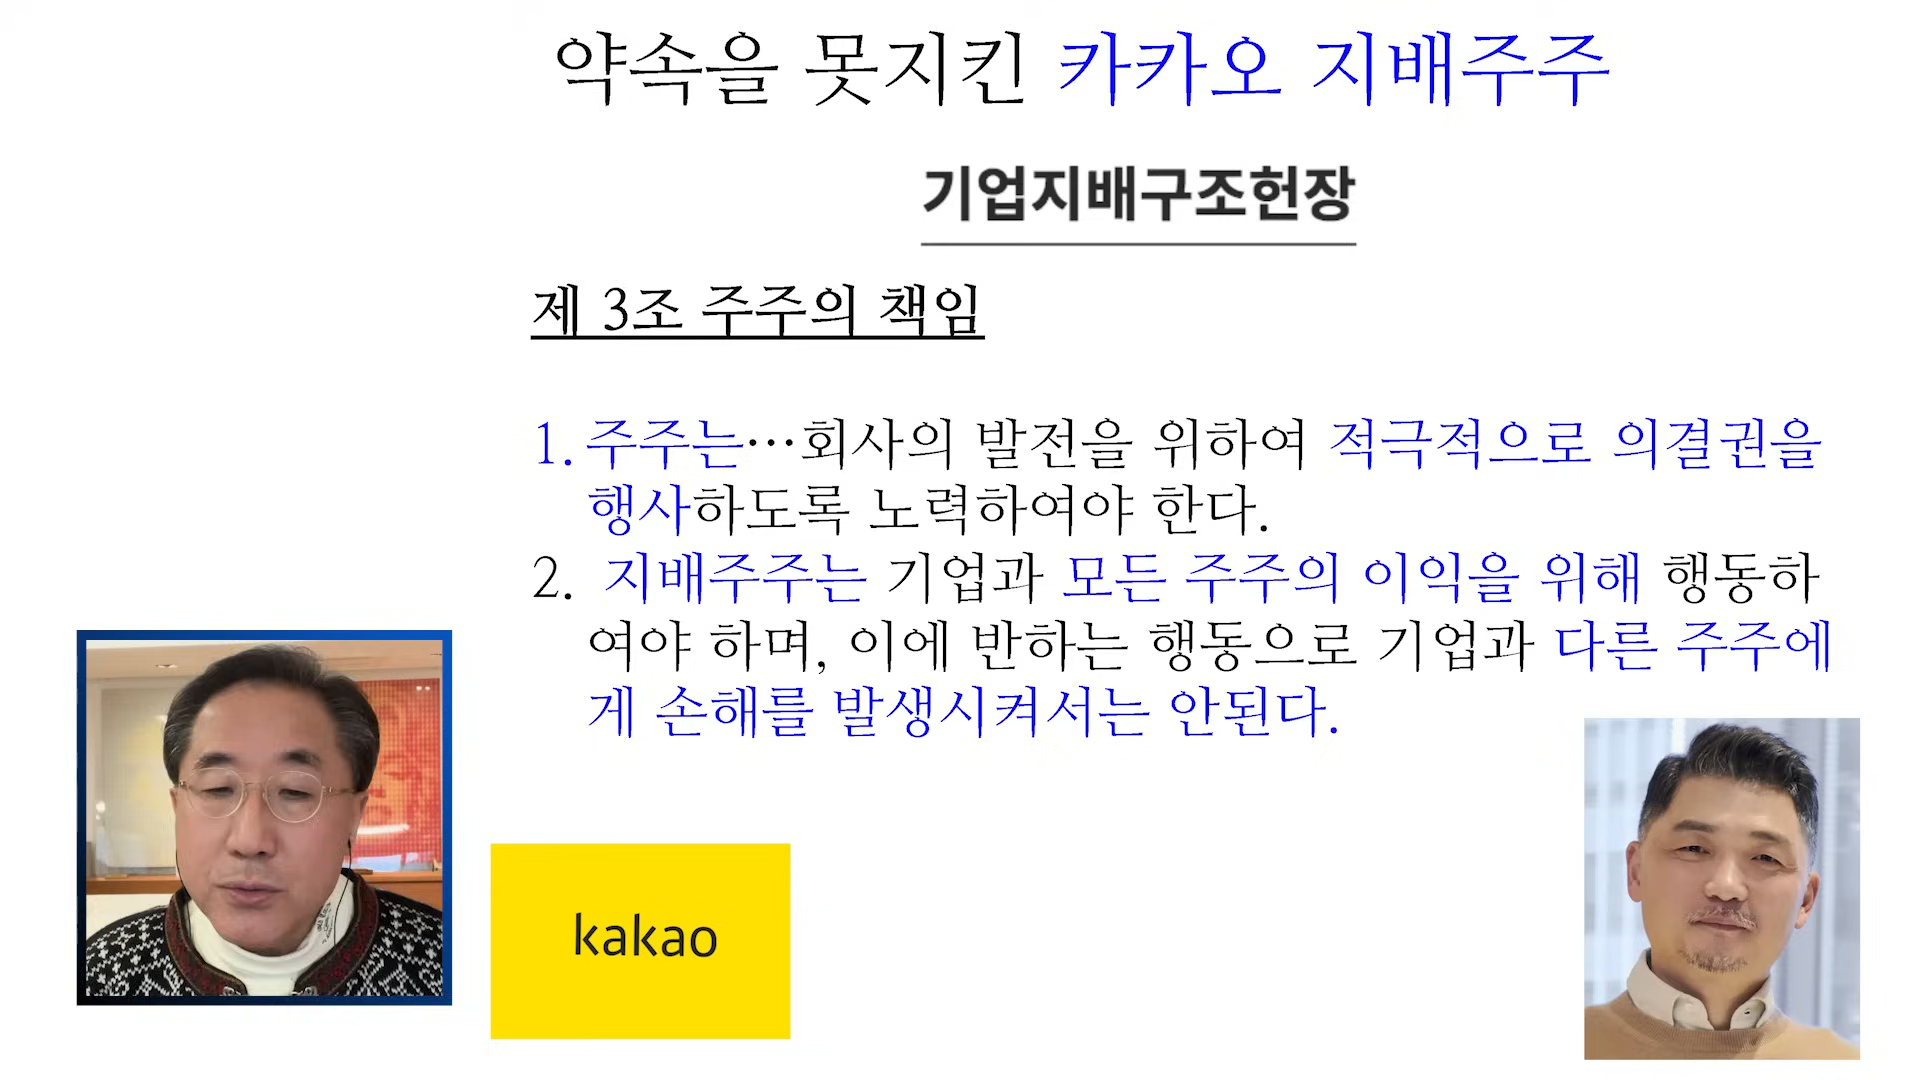 약속을 못지킨 카카오 지배주주
기업지배구조헌장
제 3조 주주의 책임
1. 주주는…회사의 발전을 위하여 적극적으로 의결권을
행사하도록 노력하여야 한다.
2. 지배주주는 기업과 모든 주주의 이익을 위해 행동하
여야 하며, 이에 반하는 행동으로 기업과 다른 주주에
게 손해를 발생시켜서는 안된다.
kakao